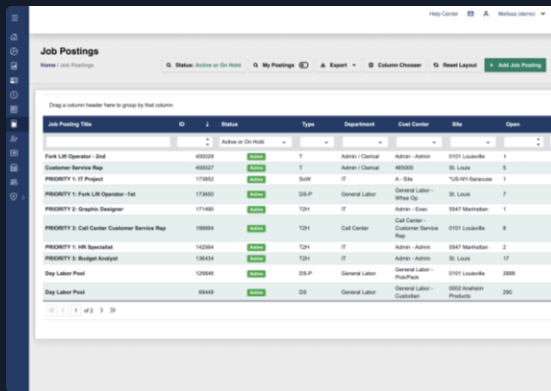 Help Center Melissa (demo)
Job Postings
Home / Job Postings
Status: Active or On Hold My Postings Export Column Chooser Reset Layout + Add Job Posting
Drag a column header here to group by that column
Job Posting Title ID ↓ Status Type Department Cost Center Site Open
Active or On Hold
Fork Lift Operator - 2nd 400029 Active T Admin / Clerical Admin - Admin 0101 Louisville 1
Customer Service Rep 400027 Active T Admin / Clerical 465000 St. Louis 5
PRIORITY 1: IT Project 173952 Active SoW IT A - Site *US-NY-Syracuse 1
PRIORITY 1: Fork Lift Operator -1st Active DS-P General Labor General Labor - Whse Op St. Louis 7
PRIORITY 2: Graphic Designer 171490 Active T2H IT Admin - Exec 5547 Manhattan 1
PRIORITY 3: Call Center Customer Service Rep Active T2H Call Center Call Center - Customer Service Rep 0101 Louisville 8
PRIORITY 1: HR Specialist 142564 Active T2H IT Admin - Admin 5547 Manhattan 2
PRIORITY 3: Budget Analyst 136434 Active T2H IT Admin - Admin St. Louis 17
Day Labor Pool Active DS-P General Labor General Labor - Pick/Pack 0101 Louisville 2999
Day Labor Pool Active DS General Labor General Labor - Custodian 0002 Anaheim Products 290
1 of 2